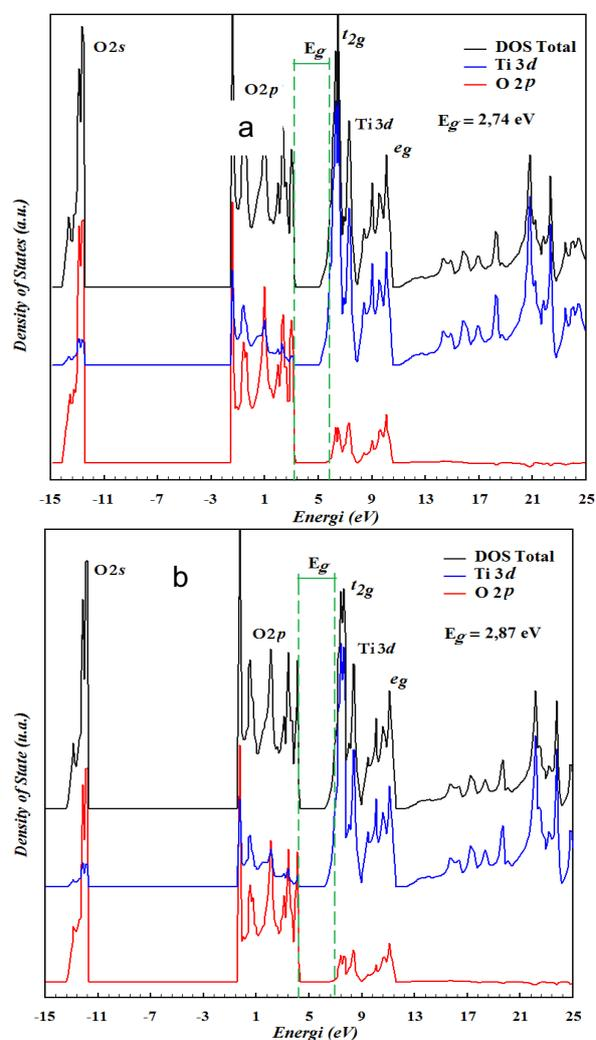 t2g
O2s
Eg
DOS Total
Ti 3d
O 2p
O2p
a
Eg = 2,74 eV
Ti 3d
eg
Density of States (a.u.)
-15 -11 -7 -3 1 5 9 13 17 21 25
Energi (eV)
b
O2s
Eg
t2g
DOS Total
Ti 3d
O 2p
O2p
Eg = 2,87 eV
Ti 3d
eg
Density of State (u.a.)
-15 -11 -7 -3 1 5 9 13 17 21 25
Energi (eV)